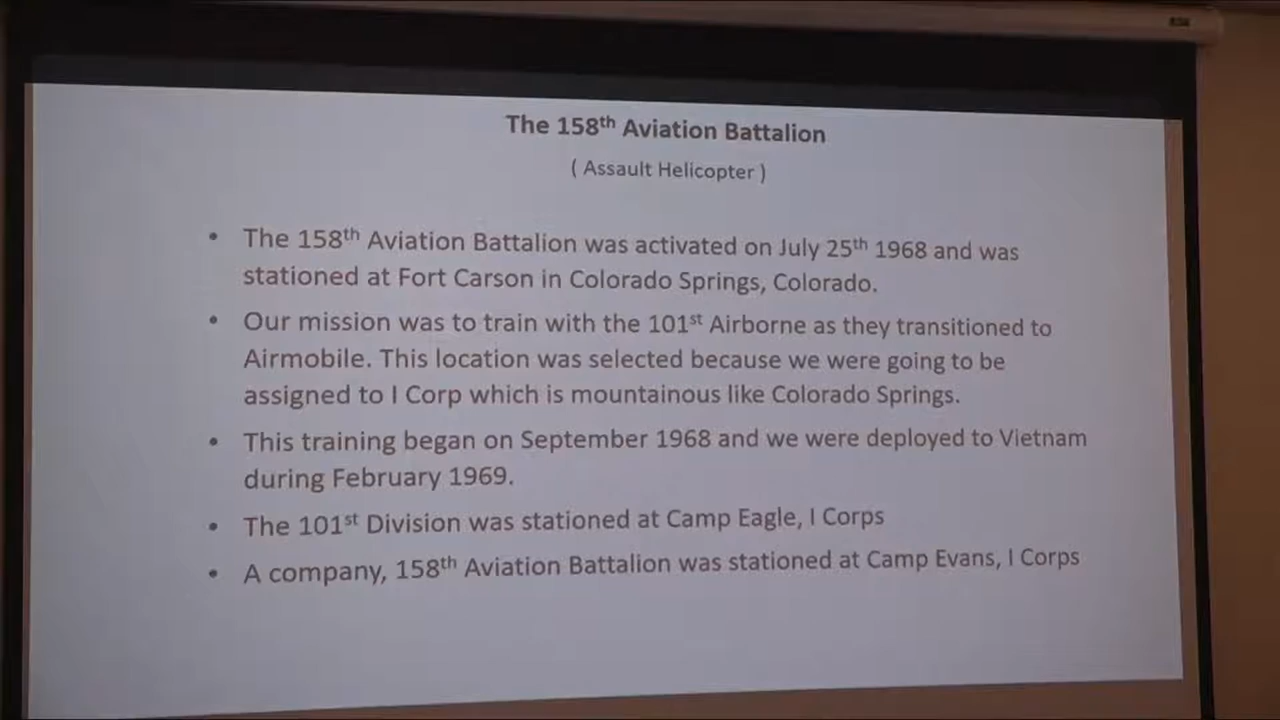 The 158th Aviation Battalion
( Assault Helicopter )
• The 158th Aviation Battalion was activated on July 25th 1968 and was
stationed at Fort Carson in Colorado Springs, Colorado.
• Our mission was to train with the 101st Airborne as they transitioned to
Airmobile. This location was selected because we were going to be
assigned to I Corp which is mountainous like Colorado Springs.
• This training began on September 1968 and we were deployed to Vietnam
during February 1969.
• The 101st Division was stationed at Camp Eagle, I Corps
• A company, 158th Aviation Battalion was stationed at Camp Evans, I Corps